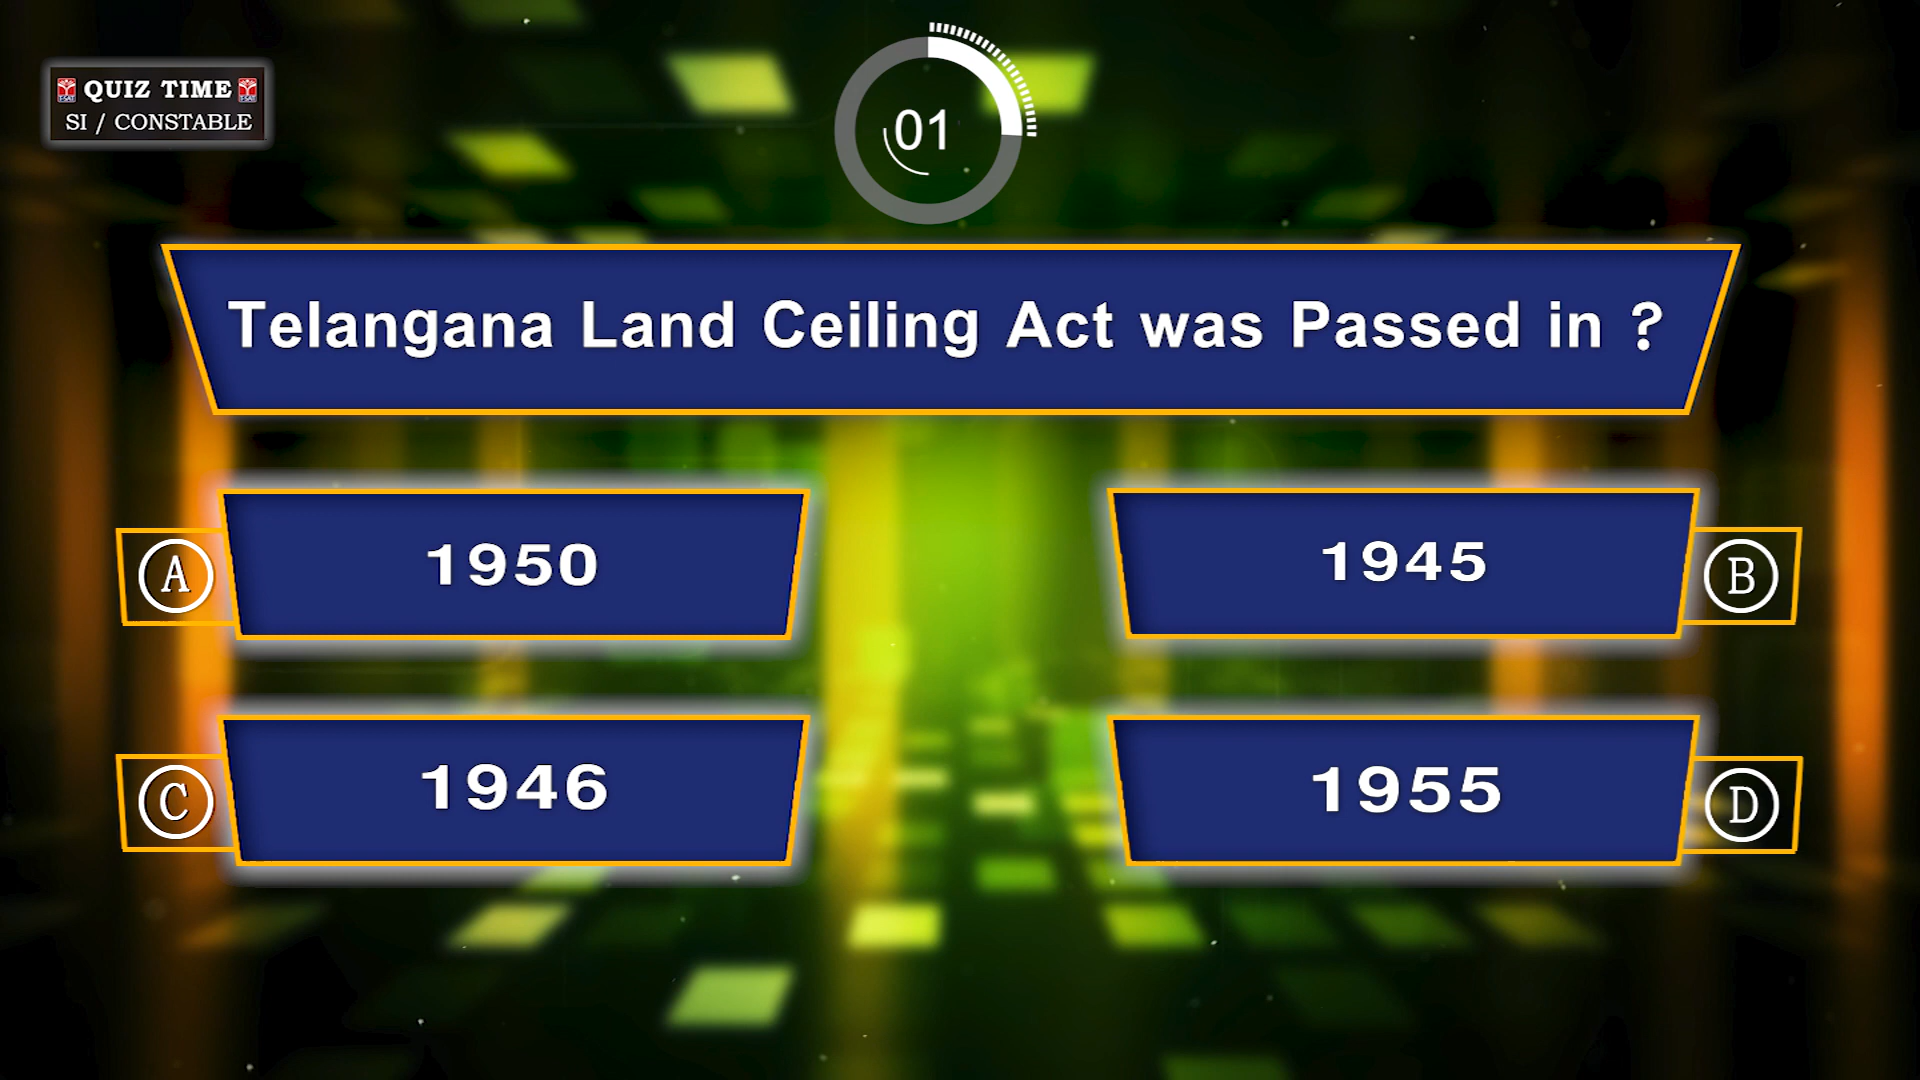 QUIZ TIME
SI / CONSTABLE
01
Telangana Land Ceiling Act was Passed in ?
A 1950
1945 B
C 1946
1955 D